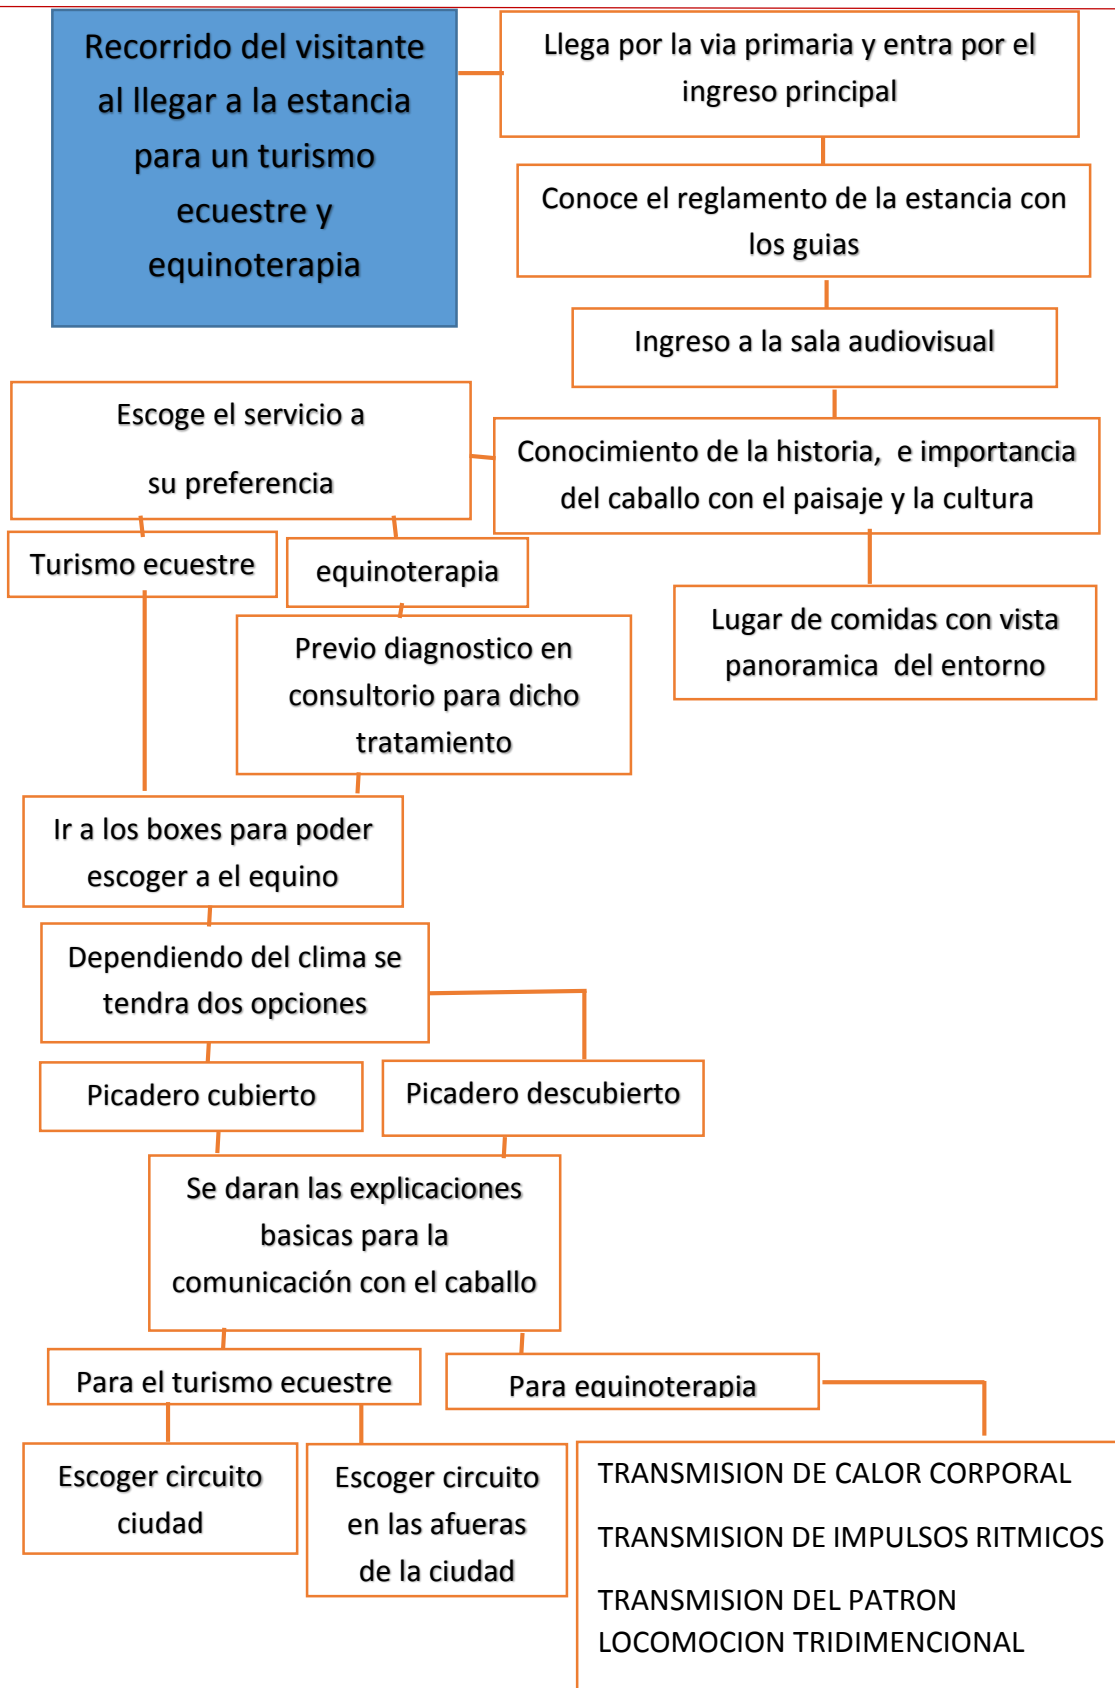 Recorrido del visitante
al llegar a la estancia
para un turismo
ecuestre y
equinoterapia
Llega por la via primaria y entra por el
ingreso principal
Conoce el reglamento de la estancia con
los guias
Ingreso a la sala audiovisual
Conocimiento de la historia, e importancia
del caballo con el paisaje y la cultura
Lugar de comidas con vista
panoramica del entorno
Escoge el servicio a
su preferencia
Turismo ecuestre
equinoterapia
Previo diagnostico en
consultorio para dicho
tratamiento
Ir a los boxes para poder
escoger a el equino
Dependiendo del clima se
tendra dos opciones
Picadero cubierto
Picadero descubierto
Se daran las explicaciones
basicas para la
comunicación con el caballo
Para el turismo ecuestre
Para equinoterapia
Escoger circuito
ciudad
Escoger circuito
en las afueras
de la ciudad
TRANSMISION DE CALOR CORPORAL
TRANSMISION DE IMPULSOS RITMICOS
TRANSMISION DEL PATRON
LOCOMOCION TRIDIMENCIONAL